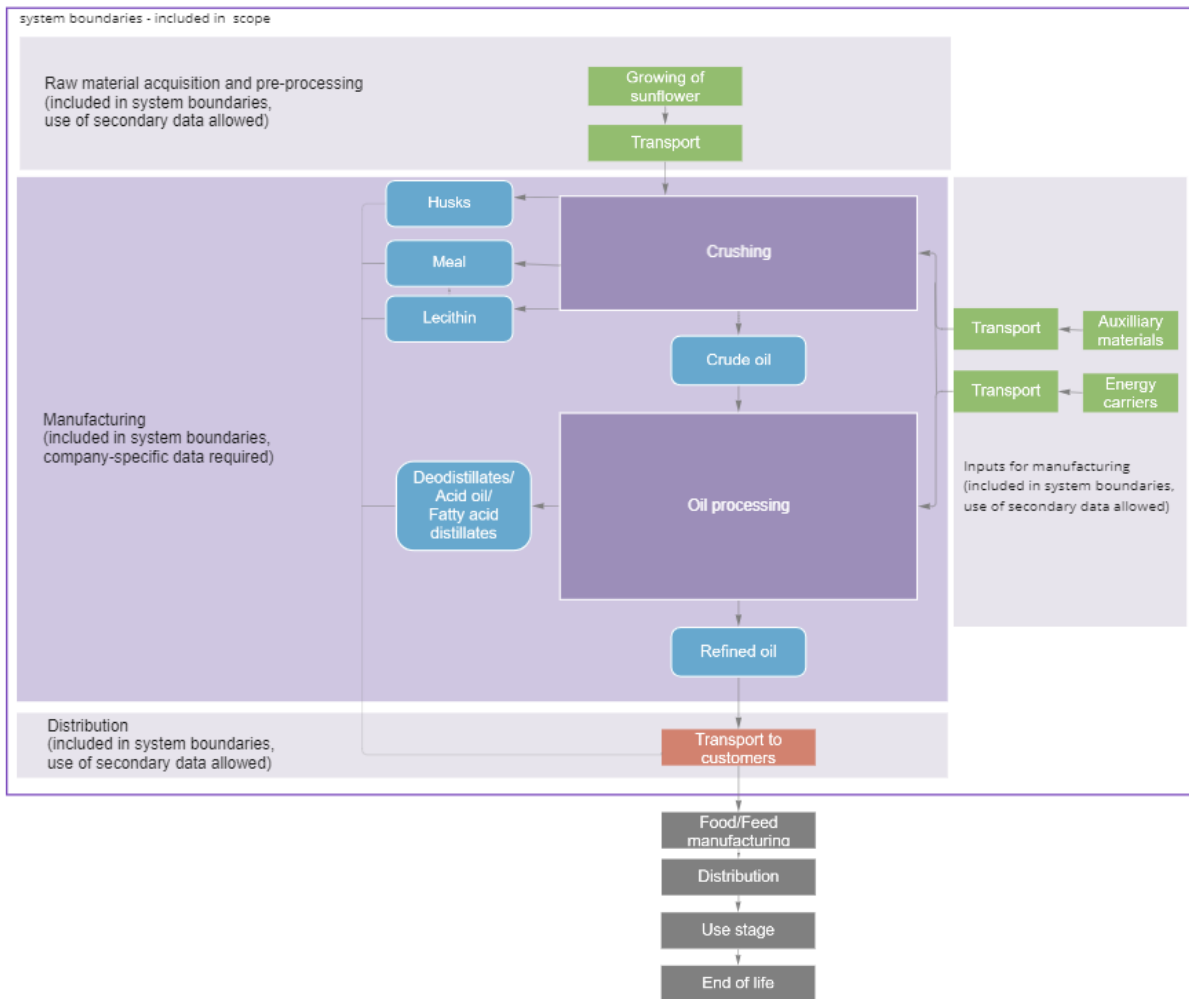 system boundaries - included in  scope
Raw material acquisition and pre-processing
(included in system boundaries,
use of secondary data allowed)
Growing of
sunflower
Transport
Husks
Meal
Lecithin
Crushing
Crude oil
Transport
Auxilliary
materials
Transport
Energy
carriers
Inputs for manufacturing
(included in system boundaries,
use of secondary data allowed)
Manufacturing
(included in system boundaries,
company-specific data required)
Deodistillates/
Acid oil/
Fatty acid
distillates
Oil processing
Refined oil
Distribution
(included in system boundaries,
use of secondary data allowed)
Transport to
customers
Food/Feed
manufacturing
Distribution
Use stage
End of life